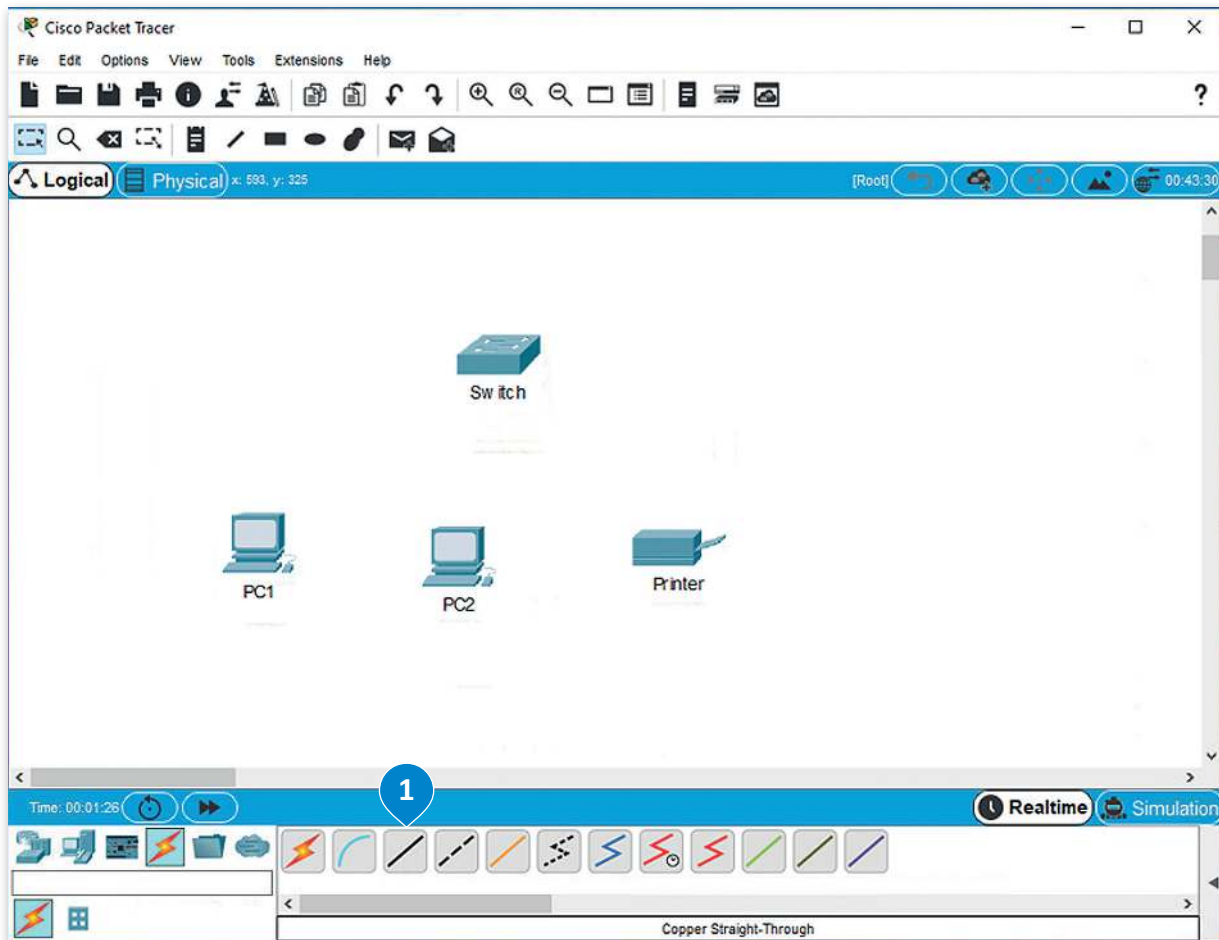 Cisco Packet Tracer
File Edit Options View Tools Extensions Help
?
Logical Physical x: 593, y: 325 [Root] 00:43:30
Switch
PC1
PC2
Printer
1
Time: 00:01:26 Realtime Simulation
Copper Straight-Through